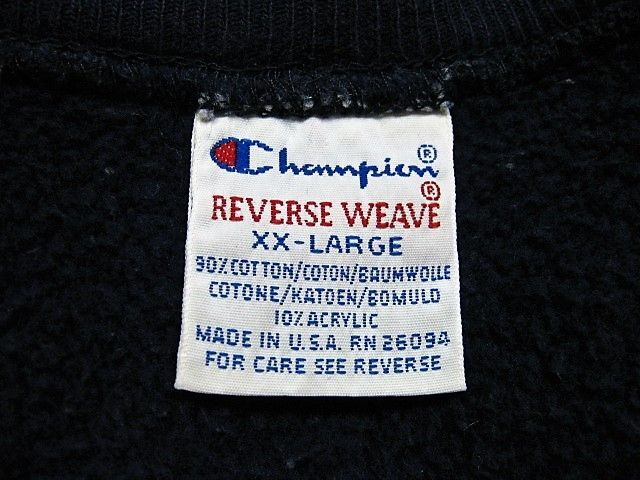 Champion®
REVERSE WEAVE®
XX-LARGE
90% COTTON/COTON/BAUMWOLLE
COTONE/KATOEN/BOMULD
10% ACRYLIC
MADE IN U.S.A. RN 26094
FOR CARE SEE REVERSE